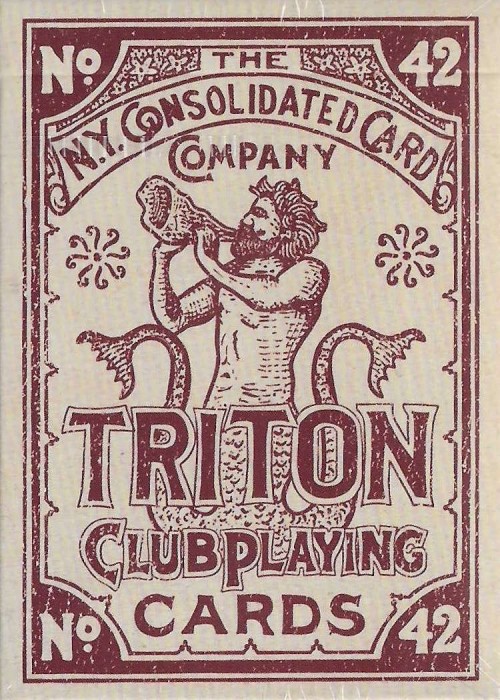 No 42
THE
N.Y. CONSOLIDATED CARD
COMPANY
TRITON
CLUB PLAYING
CARDS
No 42